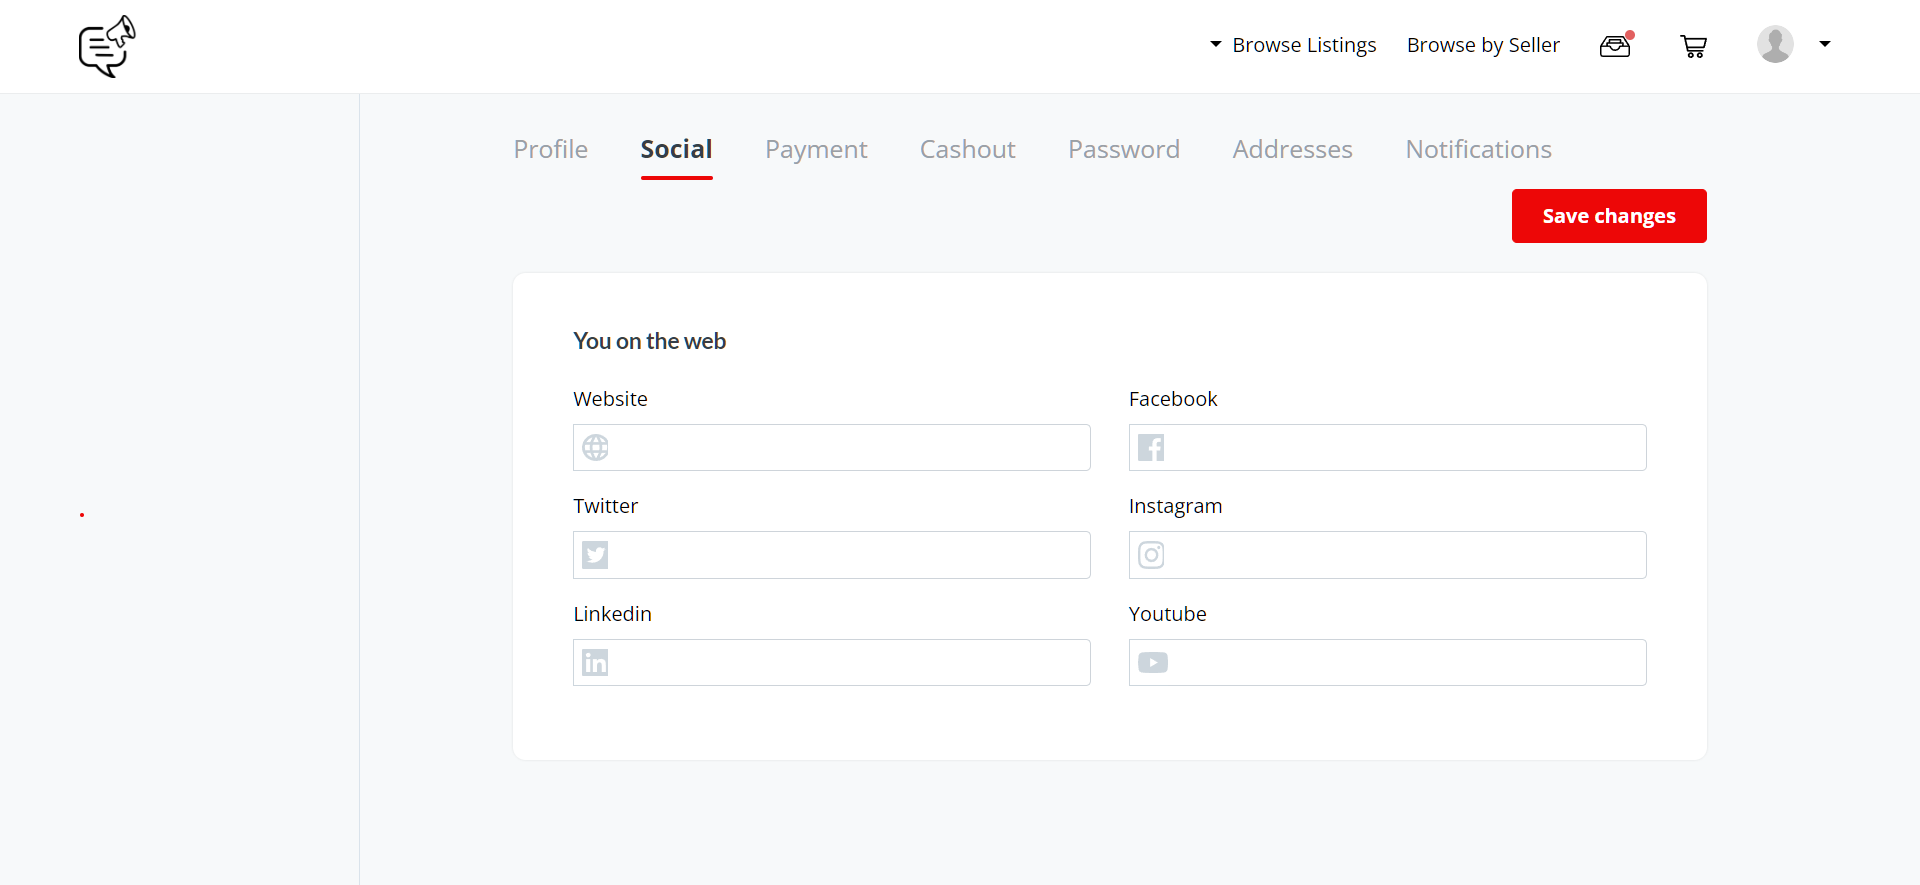 Browse Listings Browse by Seller
Profile Social Payment Cashout Password Addresses Notifications
Save changes
You on the web
Website Facebook
Twitter Instagram
Linkedin Youtube